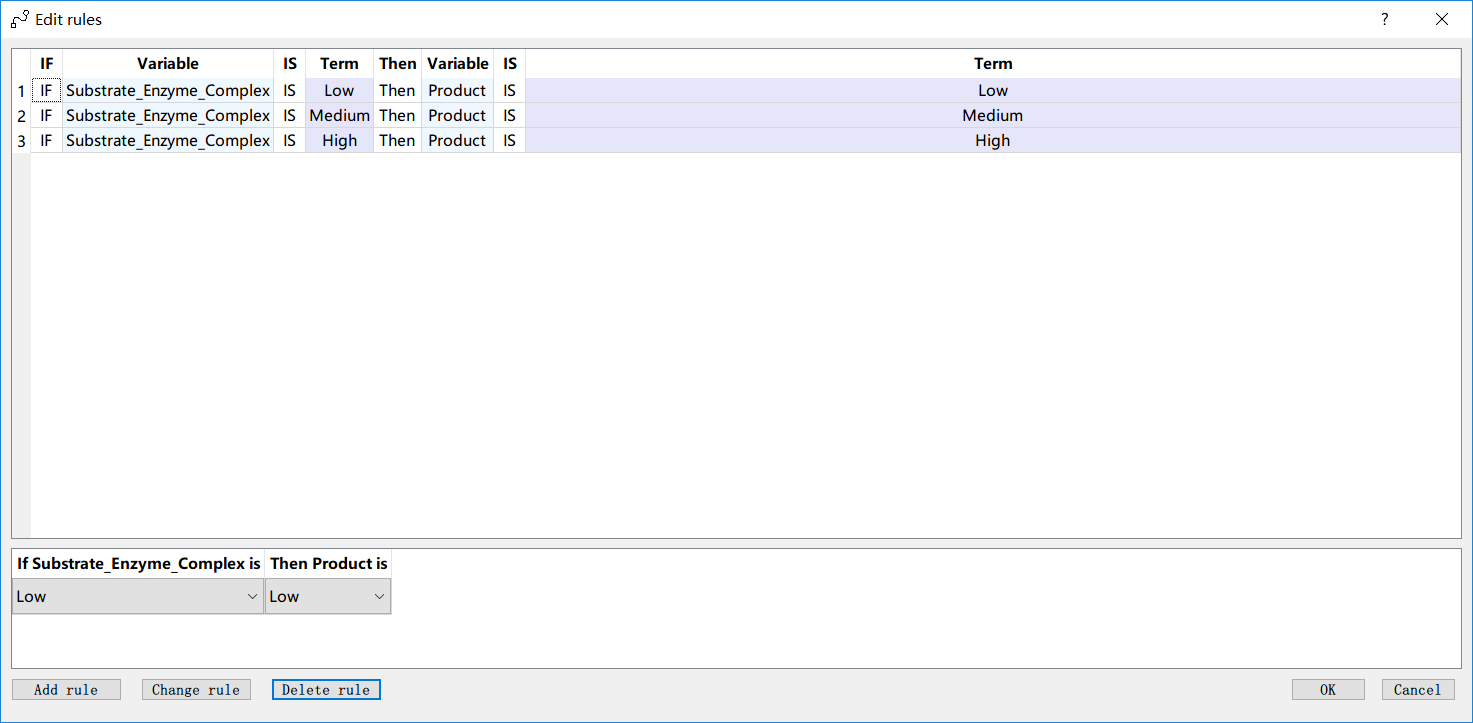 Edit rules ?
IF Variable IS Term Then Variable IS Term
1 IF Substrate_Enzyme_Complex IS Low Then Product IS Low
2 IF Substrate_Enzyme_Complex IS Medium Then Product IS Medium
3 IF Substrate_Enzyme_Complex IS High Then Product IS High
If Substrate_Enzyme_Complex is Then Product is
Low Low
Add rule Change rule Delete rule OK Cancel